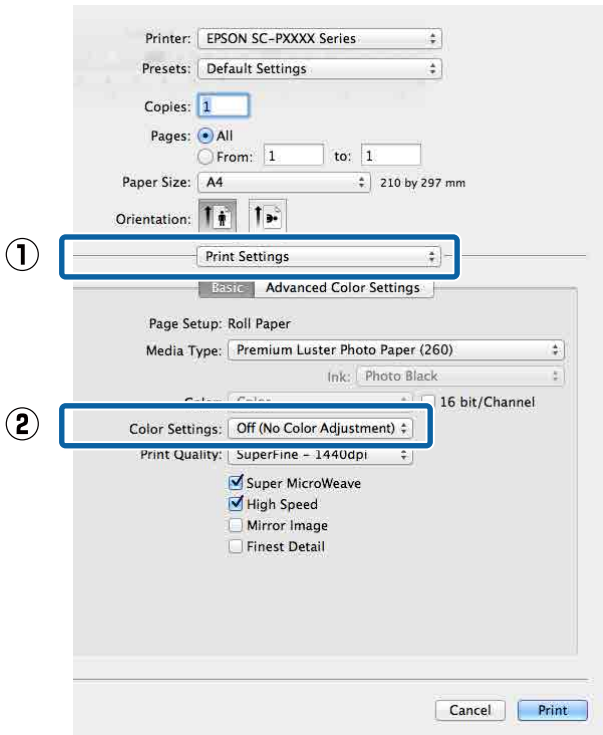 Printer: EPSON SC-PXXXX Series
Presets: Default Settings
Copies: 1
Pages: All
From: 1 to: 1
Paper Size: A4 210 by 297 mm
Orientation:
1
Print Settings
Basic Advanced Color Settings
Page Setup: Roll Paper
Media Type: Premium Luster Photo Paper (260)
Ink: Photo Black
Color: Color 16 bit/Channel
2
Color Settings: Off (No Color Adjustment)
Print Quality: SuperFine - 1440dpi
Super MicroWeave
High Speed
Mirror Image
Finest Detail
Cancel Print